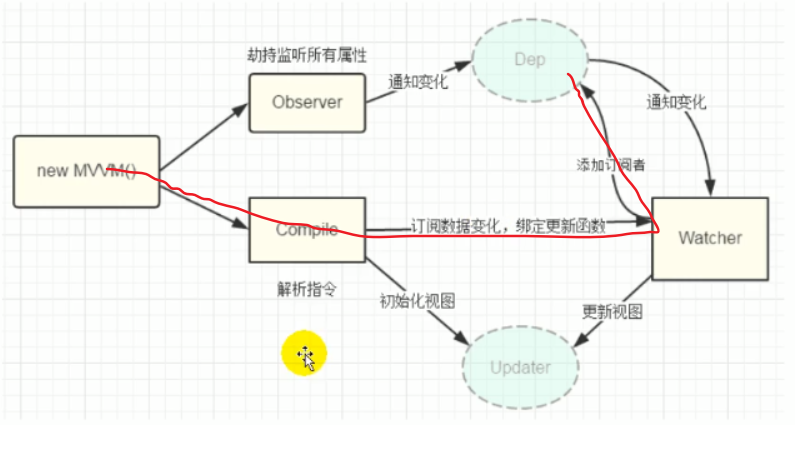 劫持监听所有属性
Dep
通知变化
Observer
通知变化
new MVVM()
添加订阅者
Compile
订阅数据变化，绑定更新函数
Watcher
解析指令
初始化视图
更新视图
Updater